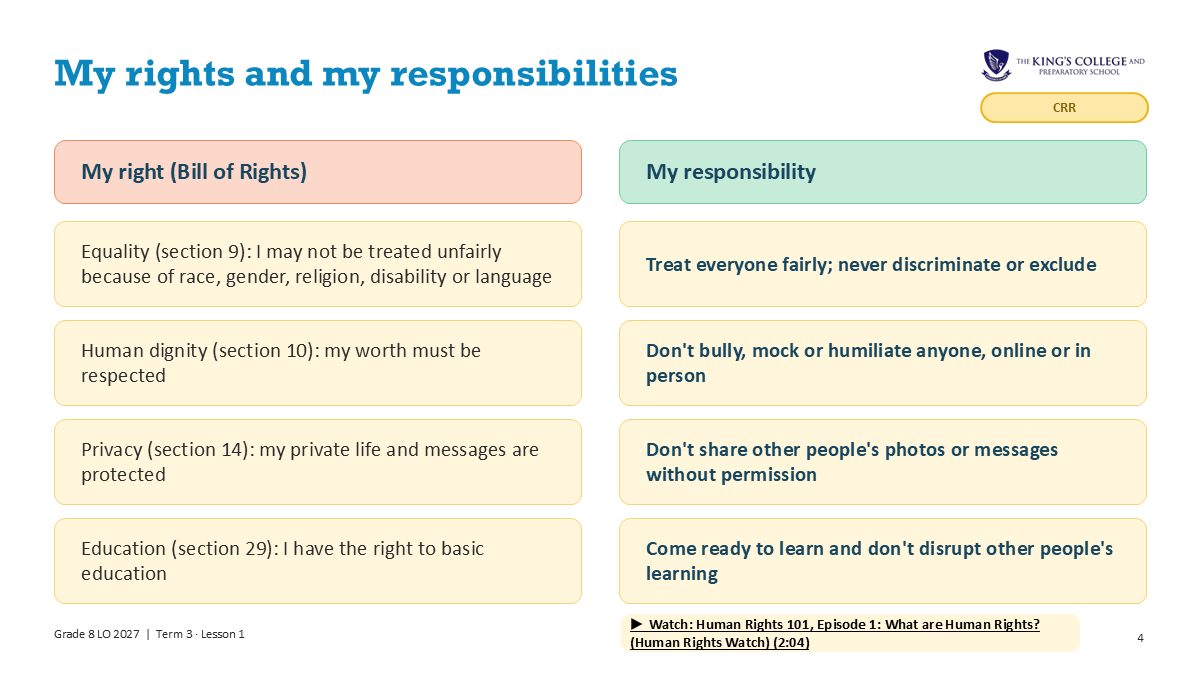 My rights and my responsibilities
THE KING'S COLLEGE AND
PREPARATORY SCHOOL
CRR
My right (Bill of Rights)
My responsibility
Equality (section 9): I may not be treated unfairly
because of race, gender, religion, disability or language
Treat everyone fairly; never discriminate or exclude
Human dignity (section 10): my worth must be
respected
Don't bully, mock or humiliate anyone, online or in
person
Privacy (section 14): my private life and messages are
protected
Don't share other people's photos or messages
without permission
Education (section 29): I have the right to basic
education
Come ready to learn and don't disrupt other people's
learning
Grade 8 LO 2027 | Term 3 · Lesson 1
▶ Watch: Human Rights 101, Episode 1: What are Human Rights?
(Human Rights Watch) (2:04)
4